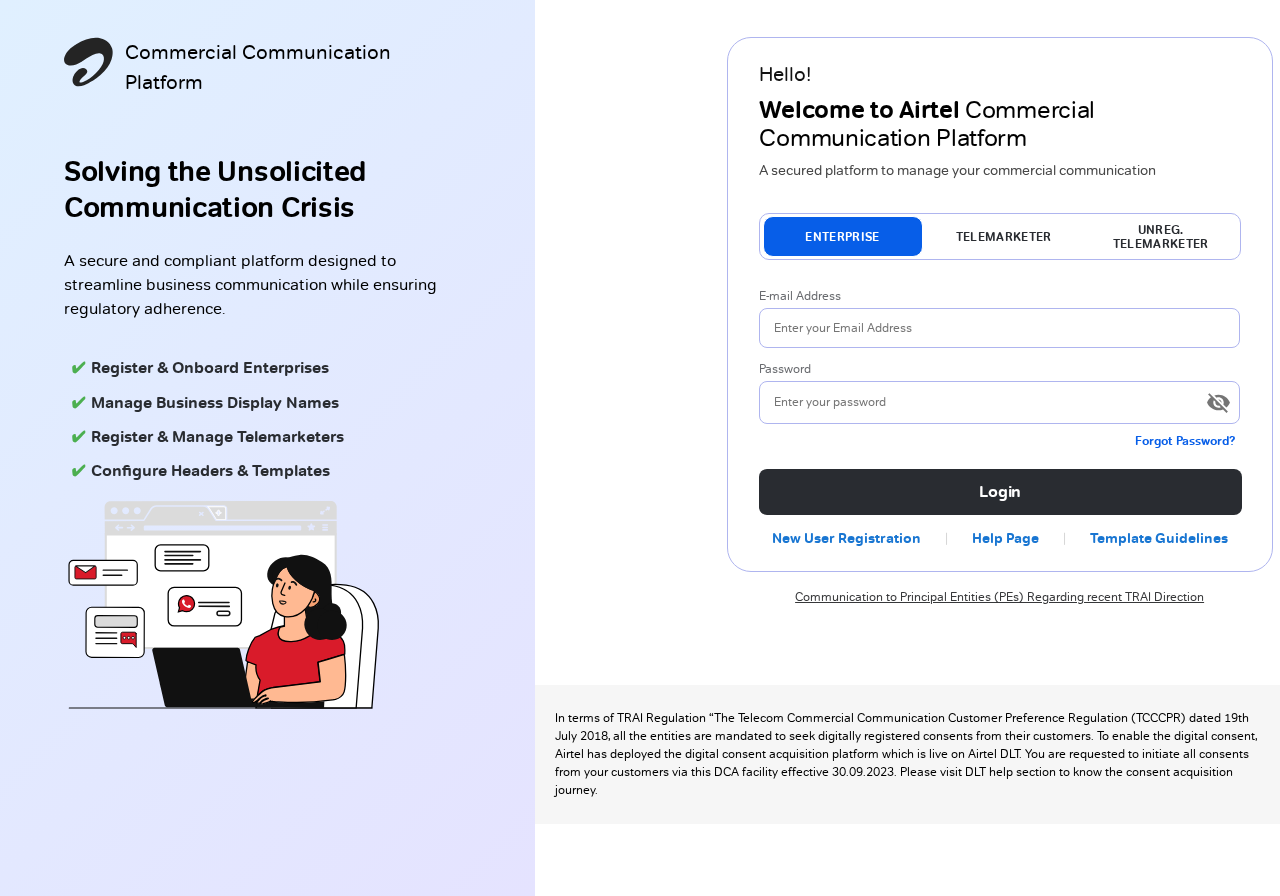 Commercial Communication
Platform
Solving the Unsolicited
Communication Crisis
A secure and compliant platform designed to
streamline business communication while ensuring
regulatory adherence.
✔ Register & Onboard Enterprises
✔ Manage Business Display Names
✔ Register & Manage Telemarketers
✔ Configure Headers & Templates
Hello!
Welcome to Airtel Commercial
Communication Platform
A secured platform to manage your commercial communication
ENTERPRISE
TELEMARKETER
UNREG.
TELEMARKETER
E-mail Address
Enter your Email Address
Password
Enter your password
Forgot Password?
Login
New User Registration
Help Page
Template Guidelines
Communication to Principal Entities (PEs) Regarding recent TRAI Direction
In terms of TRAI Regulation “The Telecom Commercial Communication Customer Preference Regulation (TCCCPR) dated 19th
July 2018, all the entities are mandated to seek digitally registered consents from their customers. To enable the digital consent,
Airtel has deployed the digital consent acquisition platform which is live on Airtel DLT. You are requested to initiate all consents
from your customers via this DCA facility effective 30.09.2023. Please visit DLT help section to know the consent acquisition
journey.